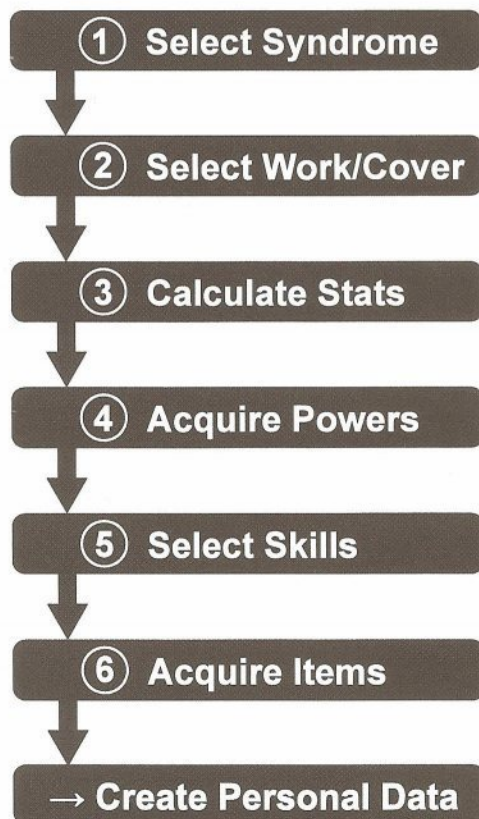 ① Select Syndrome
② Select Work/Cover
③ Calculate Stats
④ Acquire Powers
⑤ Select Skills
⑥ Acquire Items
→ Create Personal Data